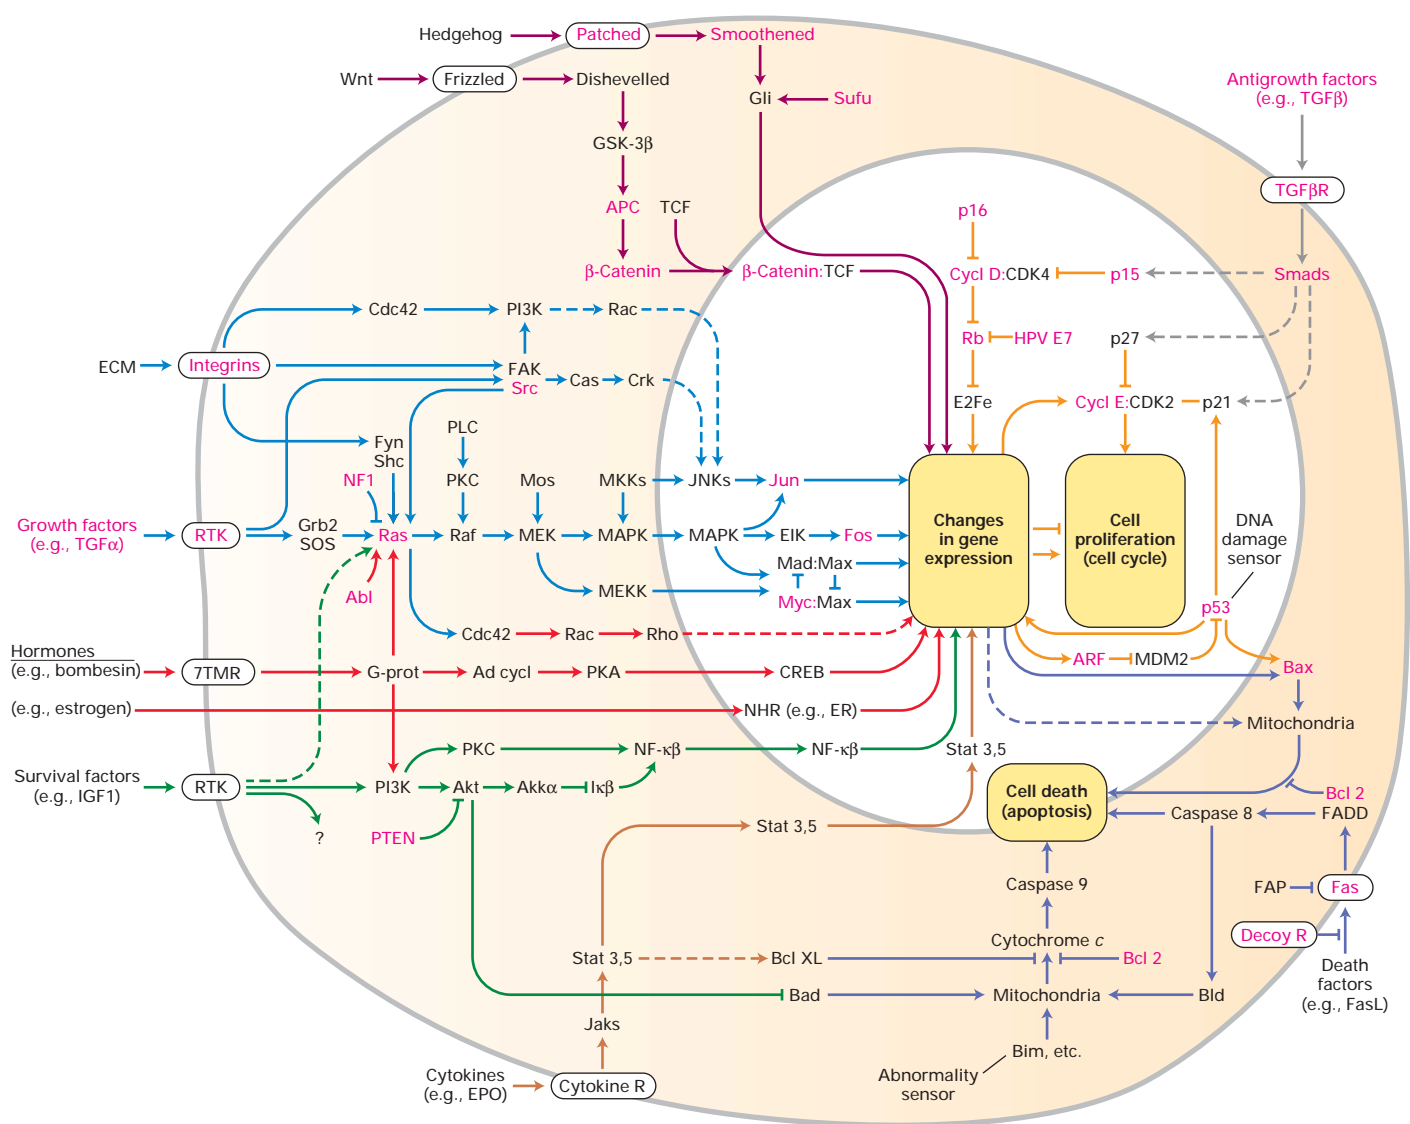 Hedgehog
Patched
Smoothened
Wnt
Frizzled
Dishevelled
Gli
Sufu
Antigrowth factors
(e.g., TGFβ)
GSK-3β
TGFβR
APC
TCF
p16
β-Catenin
β-Catenin:TCF
Cycl D:CDK4
p15
Smads
Cdc42
PI3K
Rac
Rb
HPV E7
p27
ECM
Integrins
FAK
Src
Cas
Crk
E2Fe
Cycl E:CDK2
p21
Fyn
Shc
PLC
NF1
PKC
Mos
MKKs
JNKs
Jun
Growth factors
(e.g., TGFα)
RTK
Grb2
SOS
Ras
Raf
MEK
MAPK
MAPK
EIK
Fos
Changes
in gene
expression
Cell
proliferation
(cell cycle)
DNA
damage
sensor
Mad:Max
Abl
MEKK
Myc:Max
p53
Cdc42
Rac
Rho
Hormones
(e.g., bombesin)
7TMR
G-prot
Ad cycl
PKA
CREB
ARF
MDM2
Bax
(e.g., estrogen)
NHR (e.g., ER)
Mitochondria
PKC
NF-κβ
NF-κβ
Stat 3,5
Survival factors
(e.g., IGF1)
RTK
PI3K
Akt
Akkα
Iκβ
Cell death
(apoptosis)
Bcl 2
?
PTEN
Stat 3,5
Caspase 8
FADD
Caspase 9
FAP
Fas
Cytochrome c
Decoy R
Stat 3,5
Bcl XL
Bcl 2
Death
factors
(e.g., FasL)
Bad
Mitochondria
Bld
Jaks
Bim, etc.
Abnormality
sensor
Cytokines
(e.g., EPO)
Cytokine R